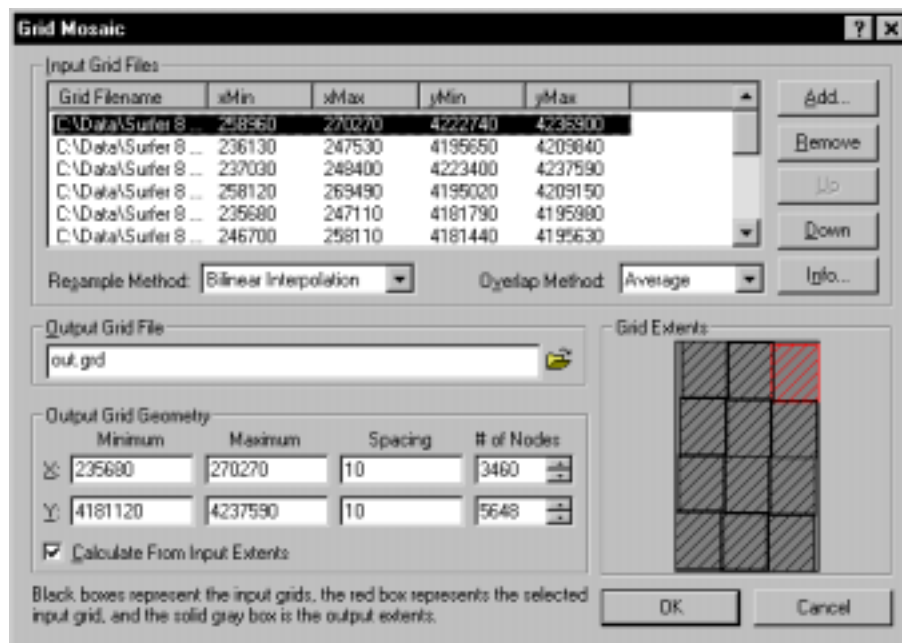 Grid Mosaic
Input Grid Files
Grid Filename xMin xMax yMin yMax
C:\Data\Surfer 8 ... 258960 270270 4222740 4236900
C:\Data\Surfer 8 ... 236130 247530 4195650 4209840
C:\Data\Surfer 8 ... 237030 248400 4223400 4237590
C:\Data\Surfer 8 ... 258120 269490 4195020 4209150
C:\Data\Surfer 8 ... 235680 247110 4181790 4195980
C:\Data\Surfer 8 ... 246700 258110 4181440 4195630
Add...
Remove
Up
Down
Info...
Resample Method: Bilinear Interpolation Overlap Method: Average
Output Grid File
out.grd
Grid Extents
Output Grid Geometry
Minimum Maximum Spacing # of Nodes
X: 235680 270270 10 3460
Y: 4181120 4237590 10 5648
Calculate From Input Extents
Black boxes represent the input grids, the red box represents the selected
input grid, and the solid gray box is the output extents.
OK Cancel